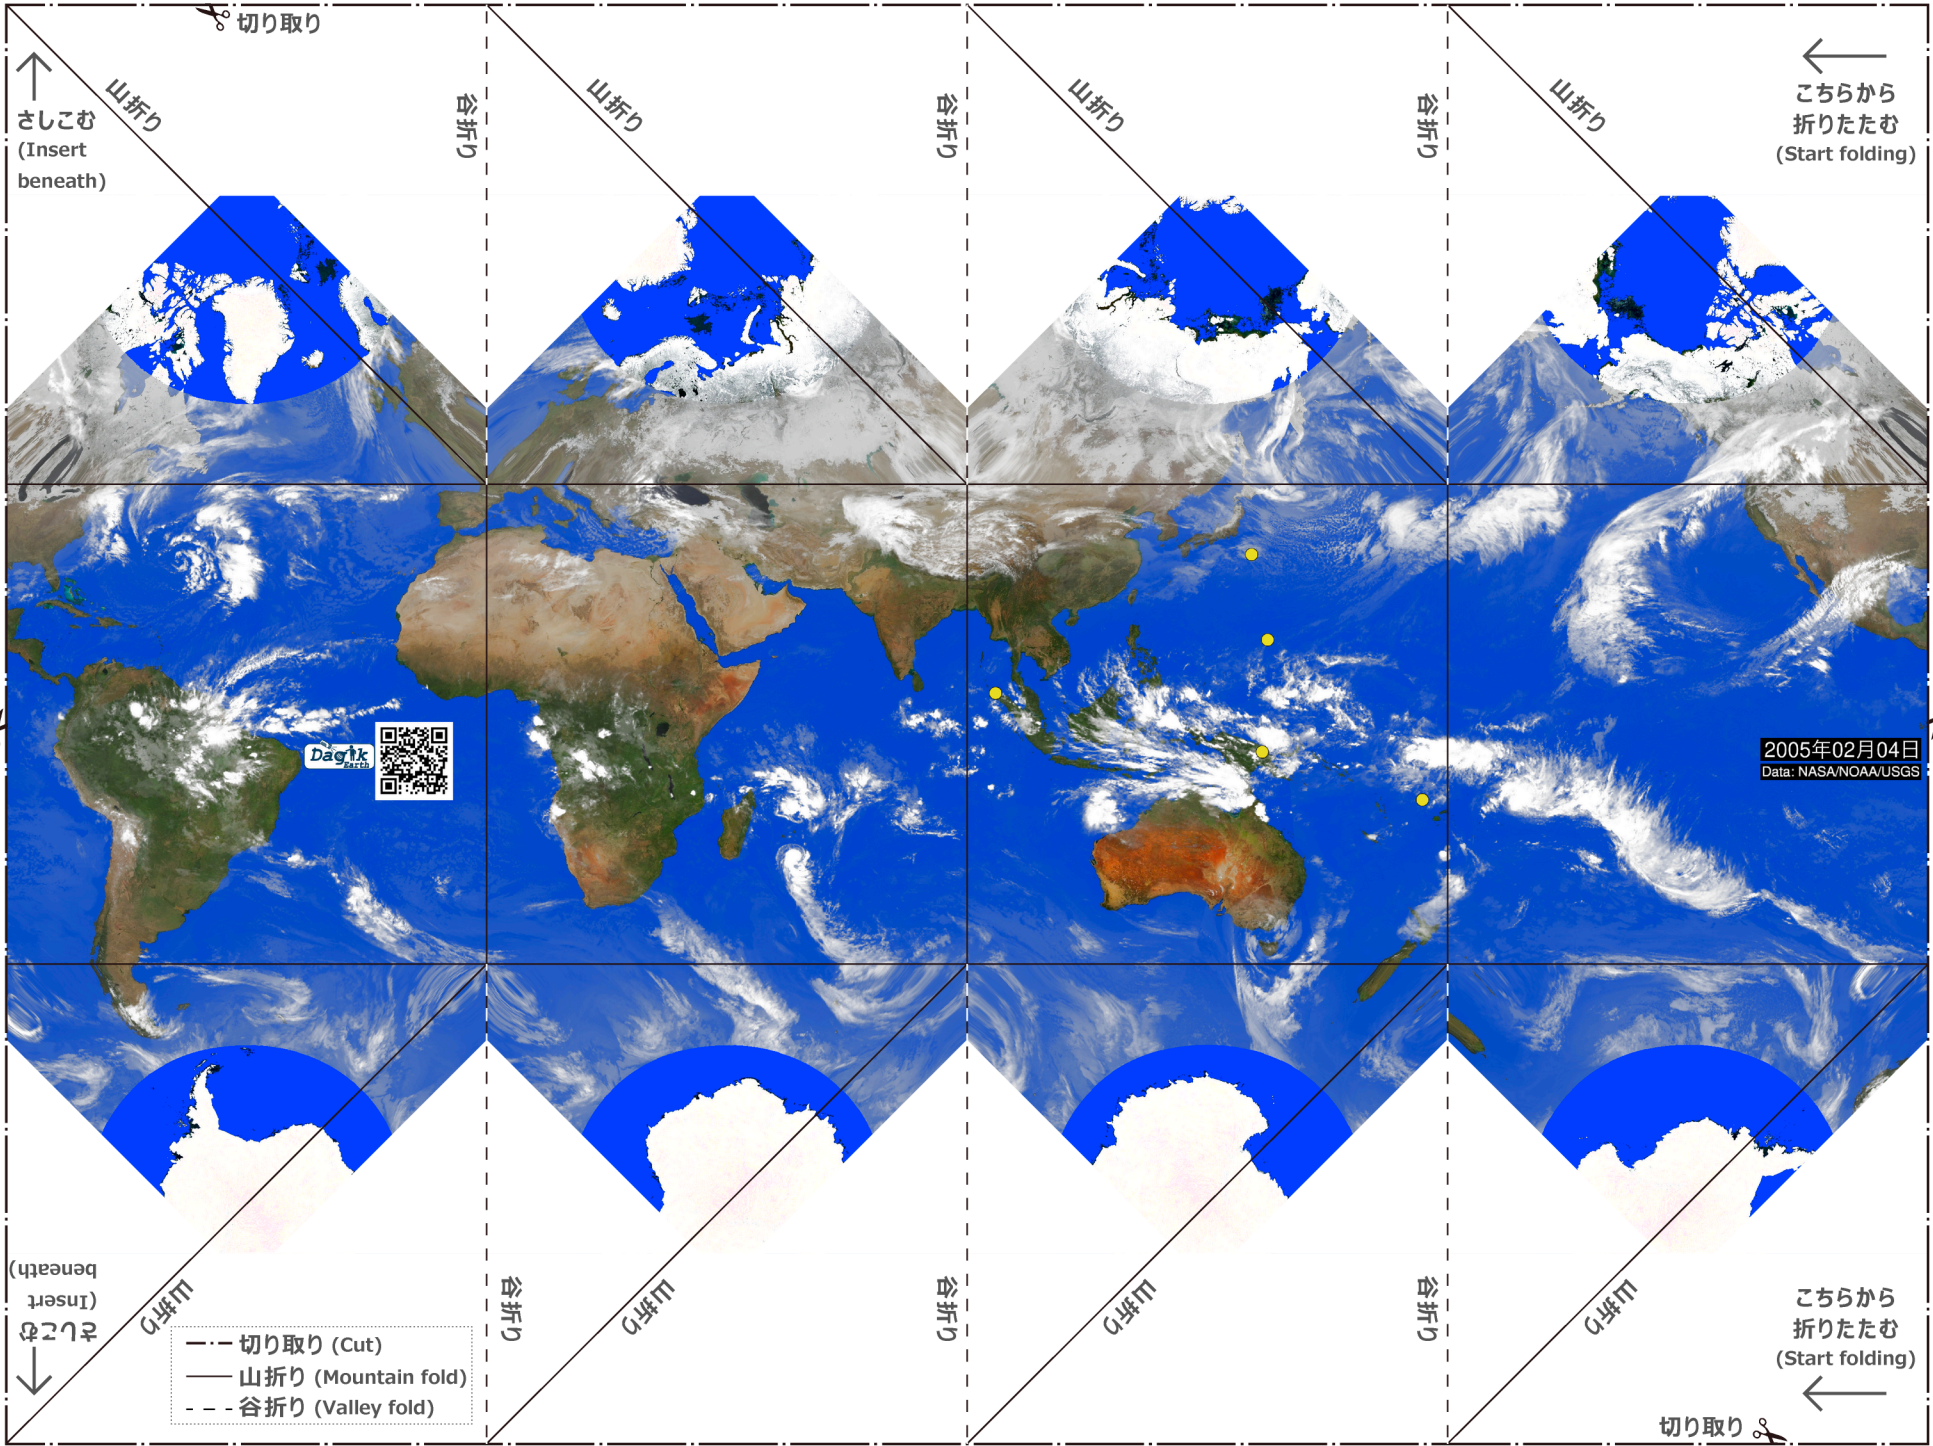 切り取り
山折り
谷折り
山折り
谷折り
山折り
谷折り
山折り
さしこむ
(Insert
beneath)
こちらから
折りたたむ
(Start folding)
Dagik
Earth
2005年02月04日
Data: NASA/NOAA/USGS
さしこむ
(Insert
beneath)
山折り
谷折り
山折り
谷折り
山折り
谷折り
山折り
こちらから
折りたたむ
(Start folding)
切り取り (Cut)
山折り (Mountain fold)
谷折り (Valley fold)
切り取り